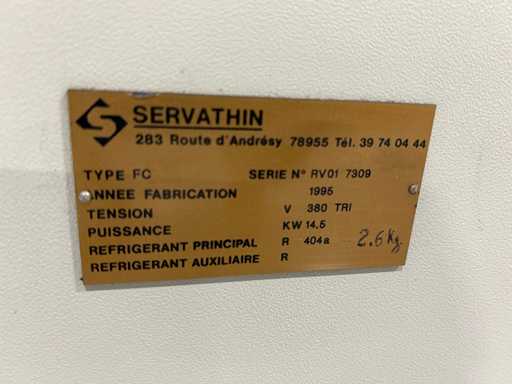 SERVATHIN
283 Route d'Andrésy 78955 Tél. 39 74 04 44
TYPE FC SERIE N° RV01 7309
ANNEE FABRICATION 1995
TENSION V 380 TRI
PUISSANCE KW 14,5
REFRIGERANT PRINCIPAL R 404a 2.6 Kg.
REFRIGERANT AUXILIAIRE R